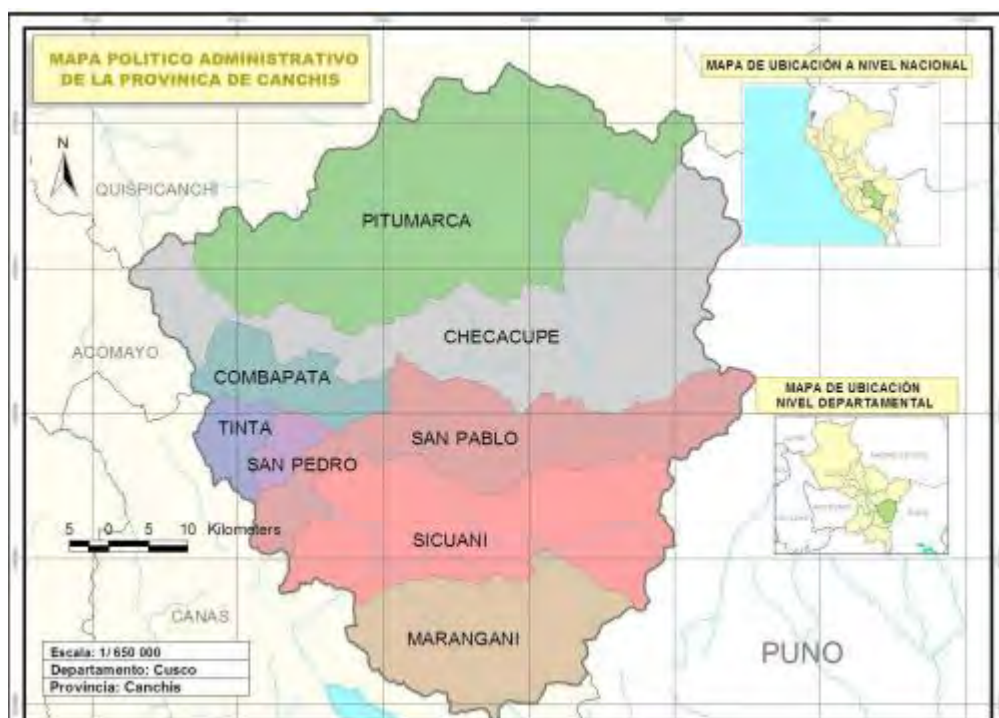 MAPA POLITICO ADMINISTRATIVO
DE LA PROVINICA DE CANCHIS
MAPA DE UBICACIÓN A NIVEL NACIONAL
N
QUISPICANCHI
PITUMARCA
CHECACUPE
ACOMAYO
COMBAPATA
MAPA DE UBICACIÓN
NIVEL DEPARTAMENTAL
TINTA
SAN PABLO
SAN PEDRO
5 0 5 10 Kilometers
SICUANI
CANAS
MARANGANI
PUNO
Escala: 1/ 650 000
Departamento: Cusco
Provincia: Canchis